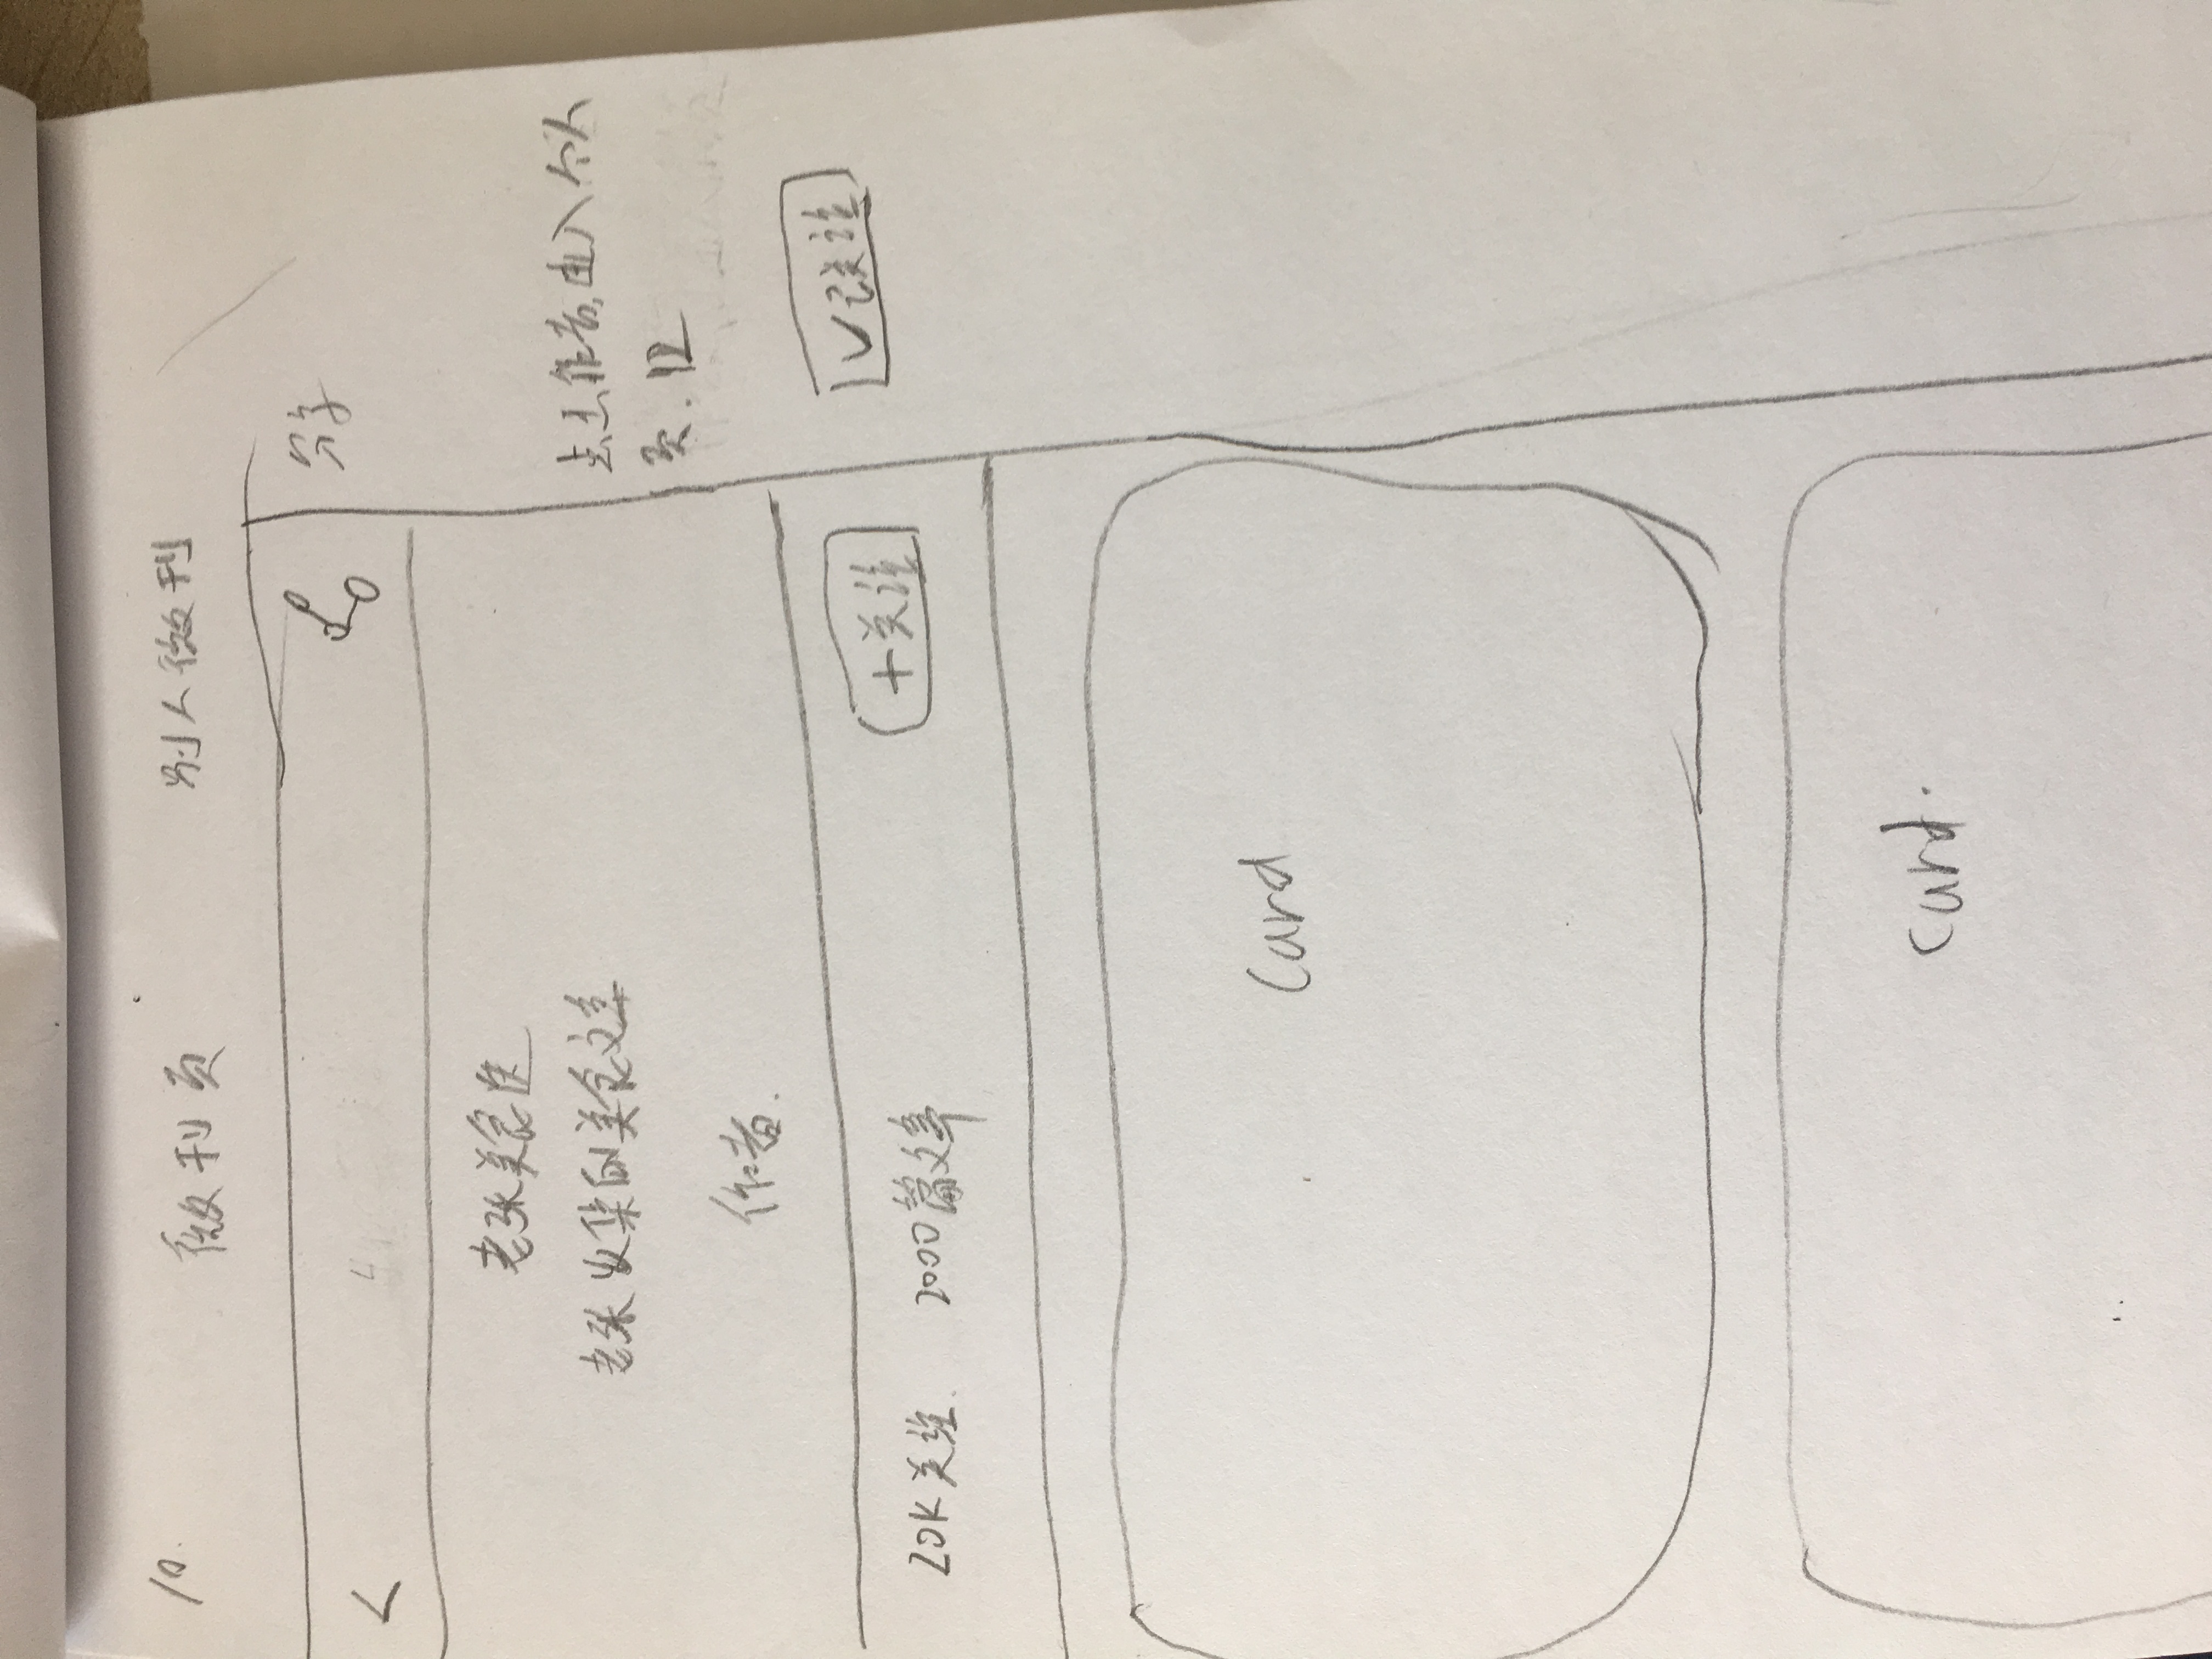 10.
微刊页 别人微刊
< 分享
老张美食
老张收集的美食文章
点击作者,进入个人
页.12
作者.
+关注 ✓已关注
20K关注. 2000篇文章
Card
Card.